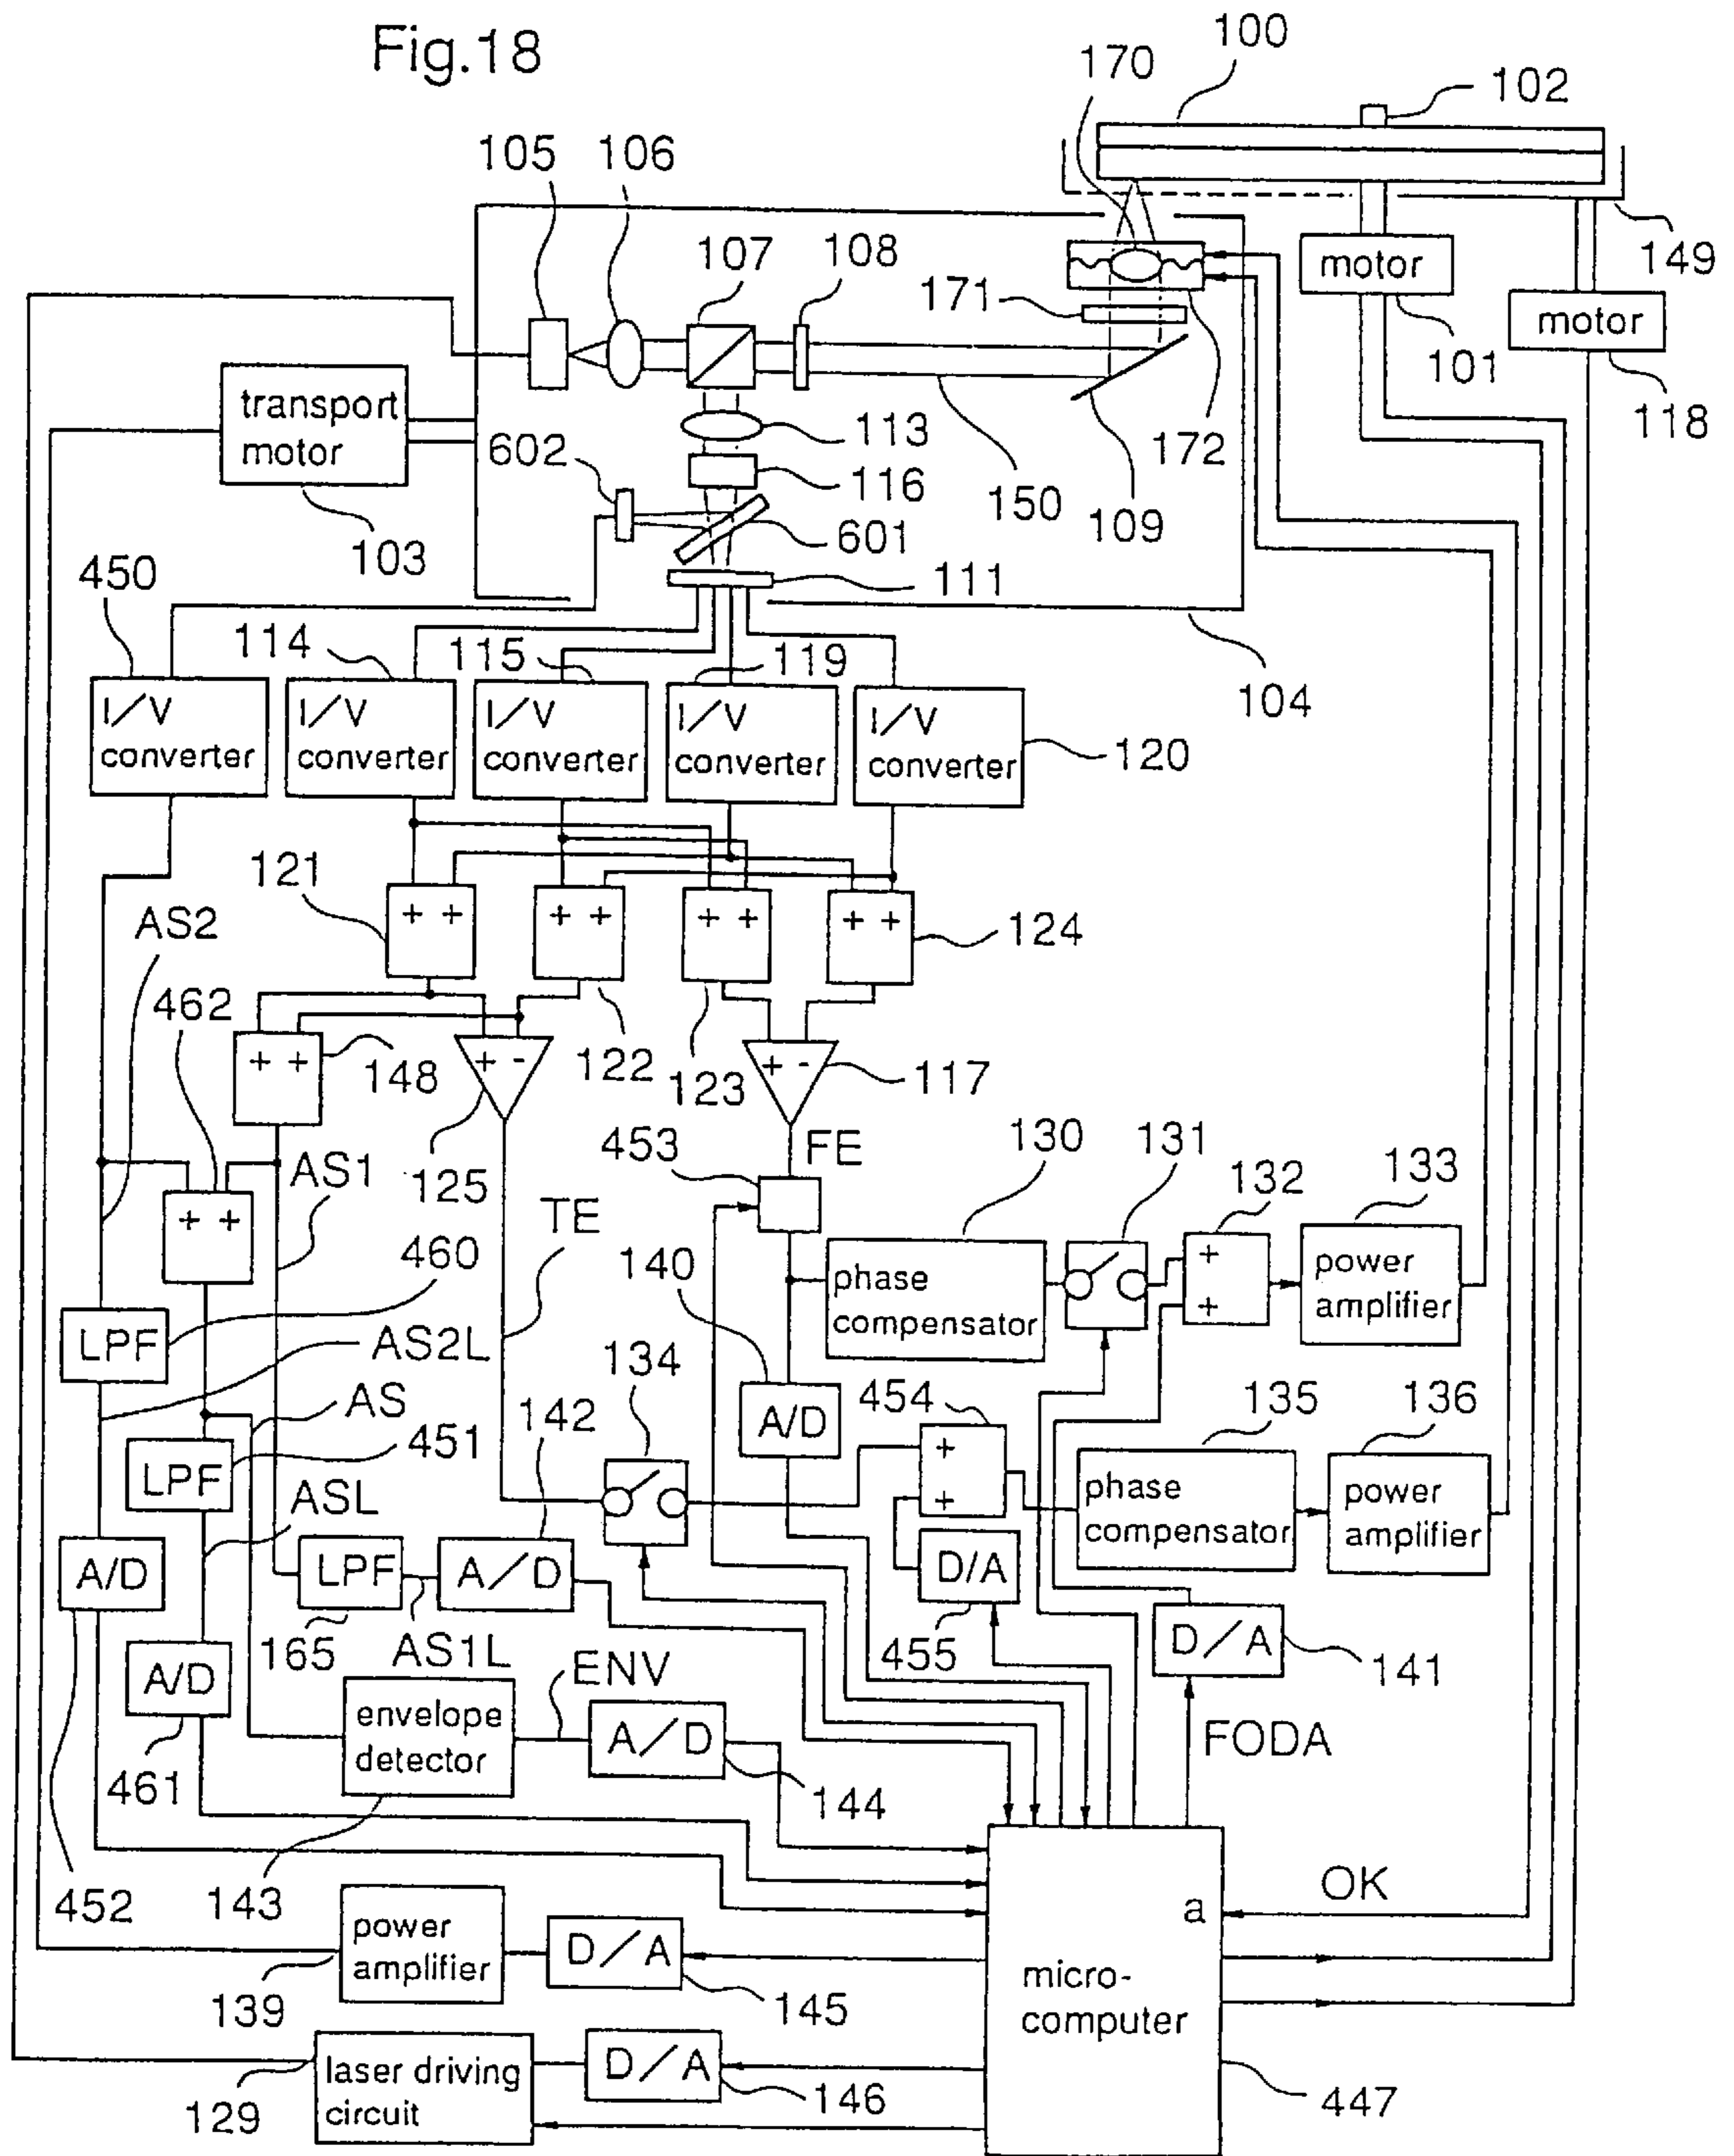 Fig.18
100
170
102
105
106
107
108
171
motor
149
motor
101
118
transport
motor
113
172
602
116
150
109
601
103
111
450
114
115
119
104
I/V
converter
I/V
converter
I/V
converter
I/V
converter
I/V
converter
120
121
AS2
+ +
+ +
+ +
+ +
124
462
+ +
148
+ -
122
123
+ -
117
125
453
FE
130
131
132
133
AS1
+ +
TE
460
140
phase
compensator
+
+
power
amplifier
LPF
AS2L
134
454
135
136
AS
142
A/D
LPF
451
+
+
phase
compensator
power
amplifier
ASL
A/D
LPF
A/D
D/A
165
AS1L
455
D/A
141
A/D
ENV
461
envelope
detector
A/D
FODA
144
452
143
OK
a
power
amplifier
D/A
micro-
computer
139
145
laser driving
circuit
D/A
129
146
447